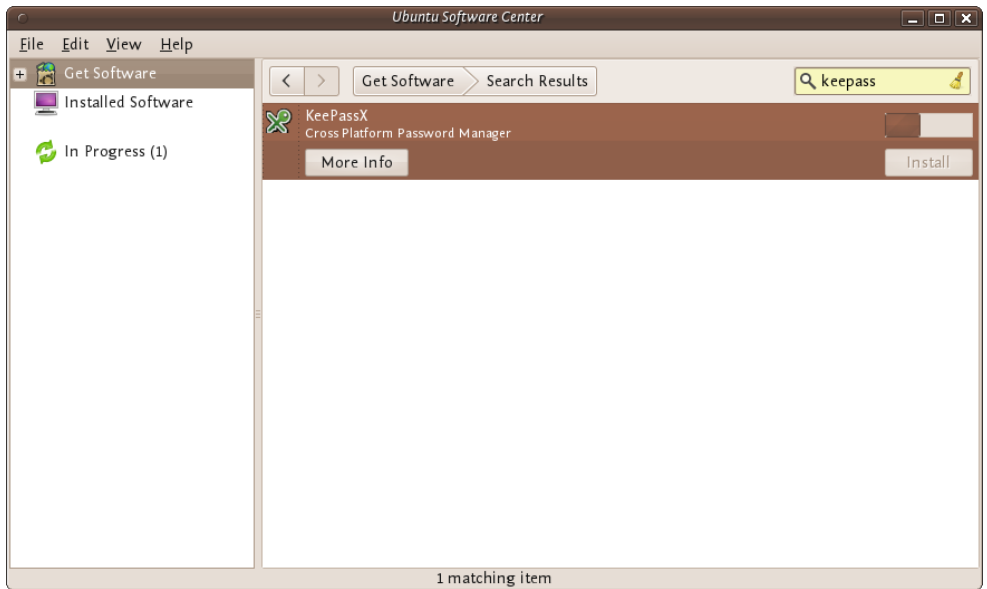 Ubuntu Software Center
File Edit View Help
Get Software
Installed Software
In Progress (1)
Get Software Search Results
keepass
KeePassX
Cross Platform Password Manager
More Info
Install
1 matching item